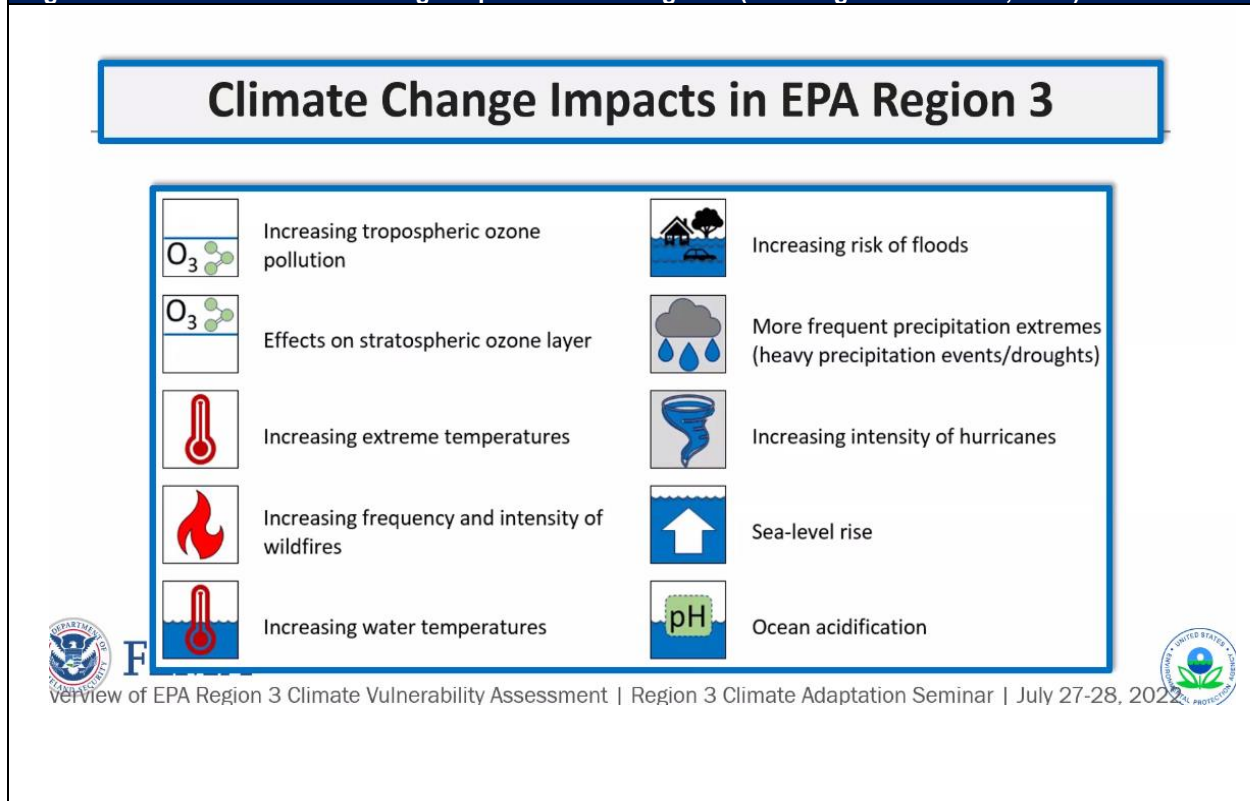 Climate Change Impacts in EPA Region 3
O3
Increasing tropospheric ozone
pollution
O3
Effects on stratospheric ozone layer
Increasing extreme temperatures
Increasing frequency and intensity of
wildfires
Increasing water temperatures
Increasing risk of floods
More frequent precipitation extremes
(heavy precipitation events/droughts)
Increasing intensity of hurricanes
Sea-level rise
pH
Ocean acidification
of EPA Region 3 Climate Vulnerability Assessment | Region 3 Climate Adaptation Seminar | July 27-28, 2022
UNITED STATES